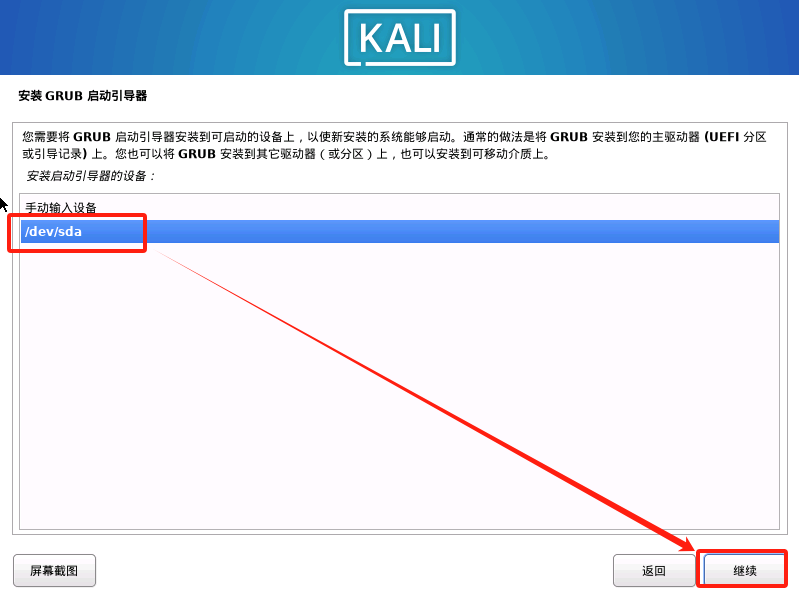 KALI
安装 GRUB 启动引导器
您需要将 GRUB 启动引导器安装到可启动的设备上，以使新安装的系统能够启动。通常的做法是将 GRUB 安装到您的主驱动器 (UEFI 分区
或引导记录) 上。您也可以将 GRUB 安装到其它驱动器（或分区）上，也可以安装到可移动介质上。
安装启动引导器的设备：
手动输入设备
/dev/sda
屏幕截图
返回
继续